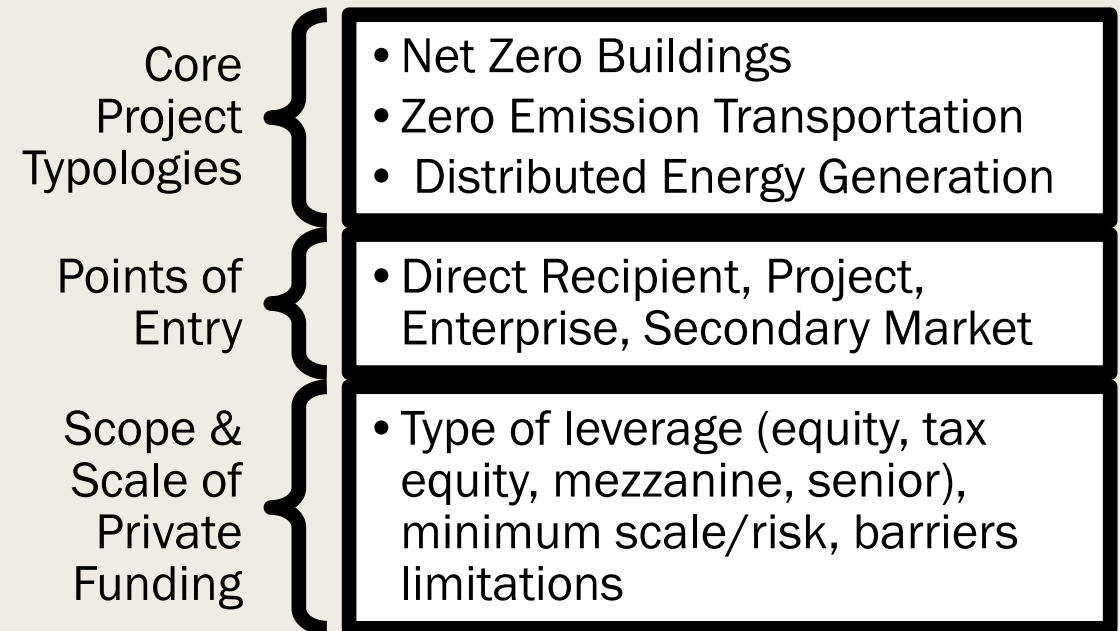 Core
Project
Typologies
• Net Zero Buildings
• Zero Emission Transportation
• Distributed Energy Generation
Points of
Entry
• Direct Recipient, Project,
Enterprise, Secondary Market
Scope &
Scale of
Private
Funding
• Type of leverage (equity, tax
equity, mezzanine, senior),
minimum scale/risk, barriers
limitations